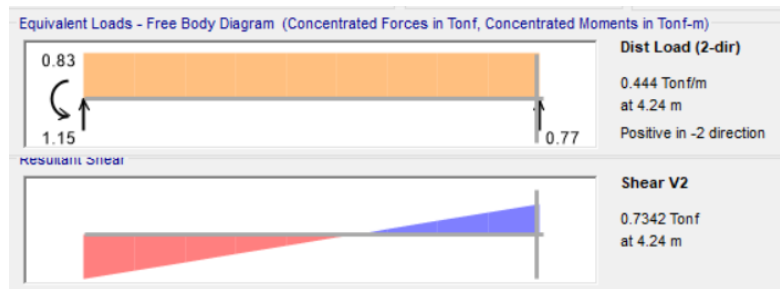 Equivalent Loads - Free Body Diagram (Concentrated Forces in Tonf, Concentrated Moments in Tonf-m)
Dist Load (2-dir)
0.83
0.444 Tonf/m
at 4.24 m
1.15
0.77
Positive in -2 direction
Resultant Shear
Shear V2
0.7342 Tonf
at 4.24 m